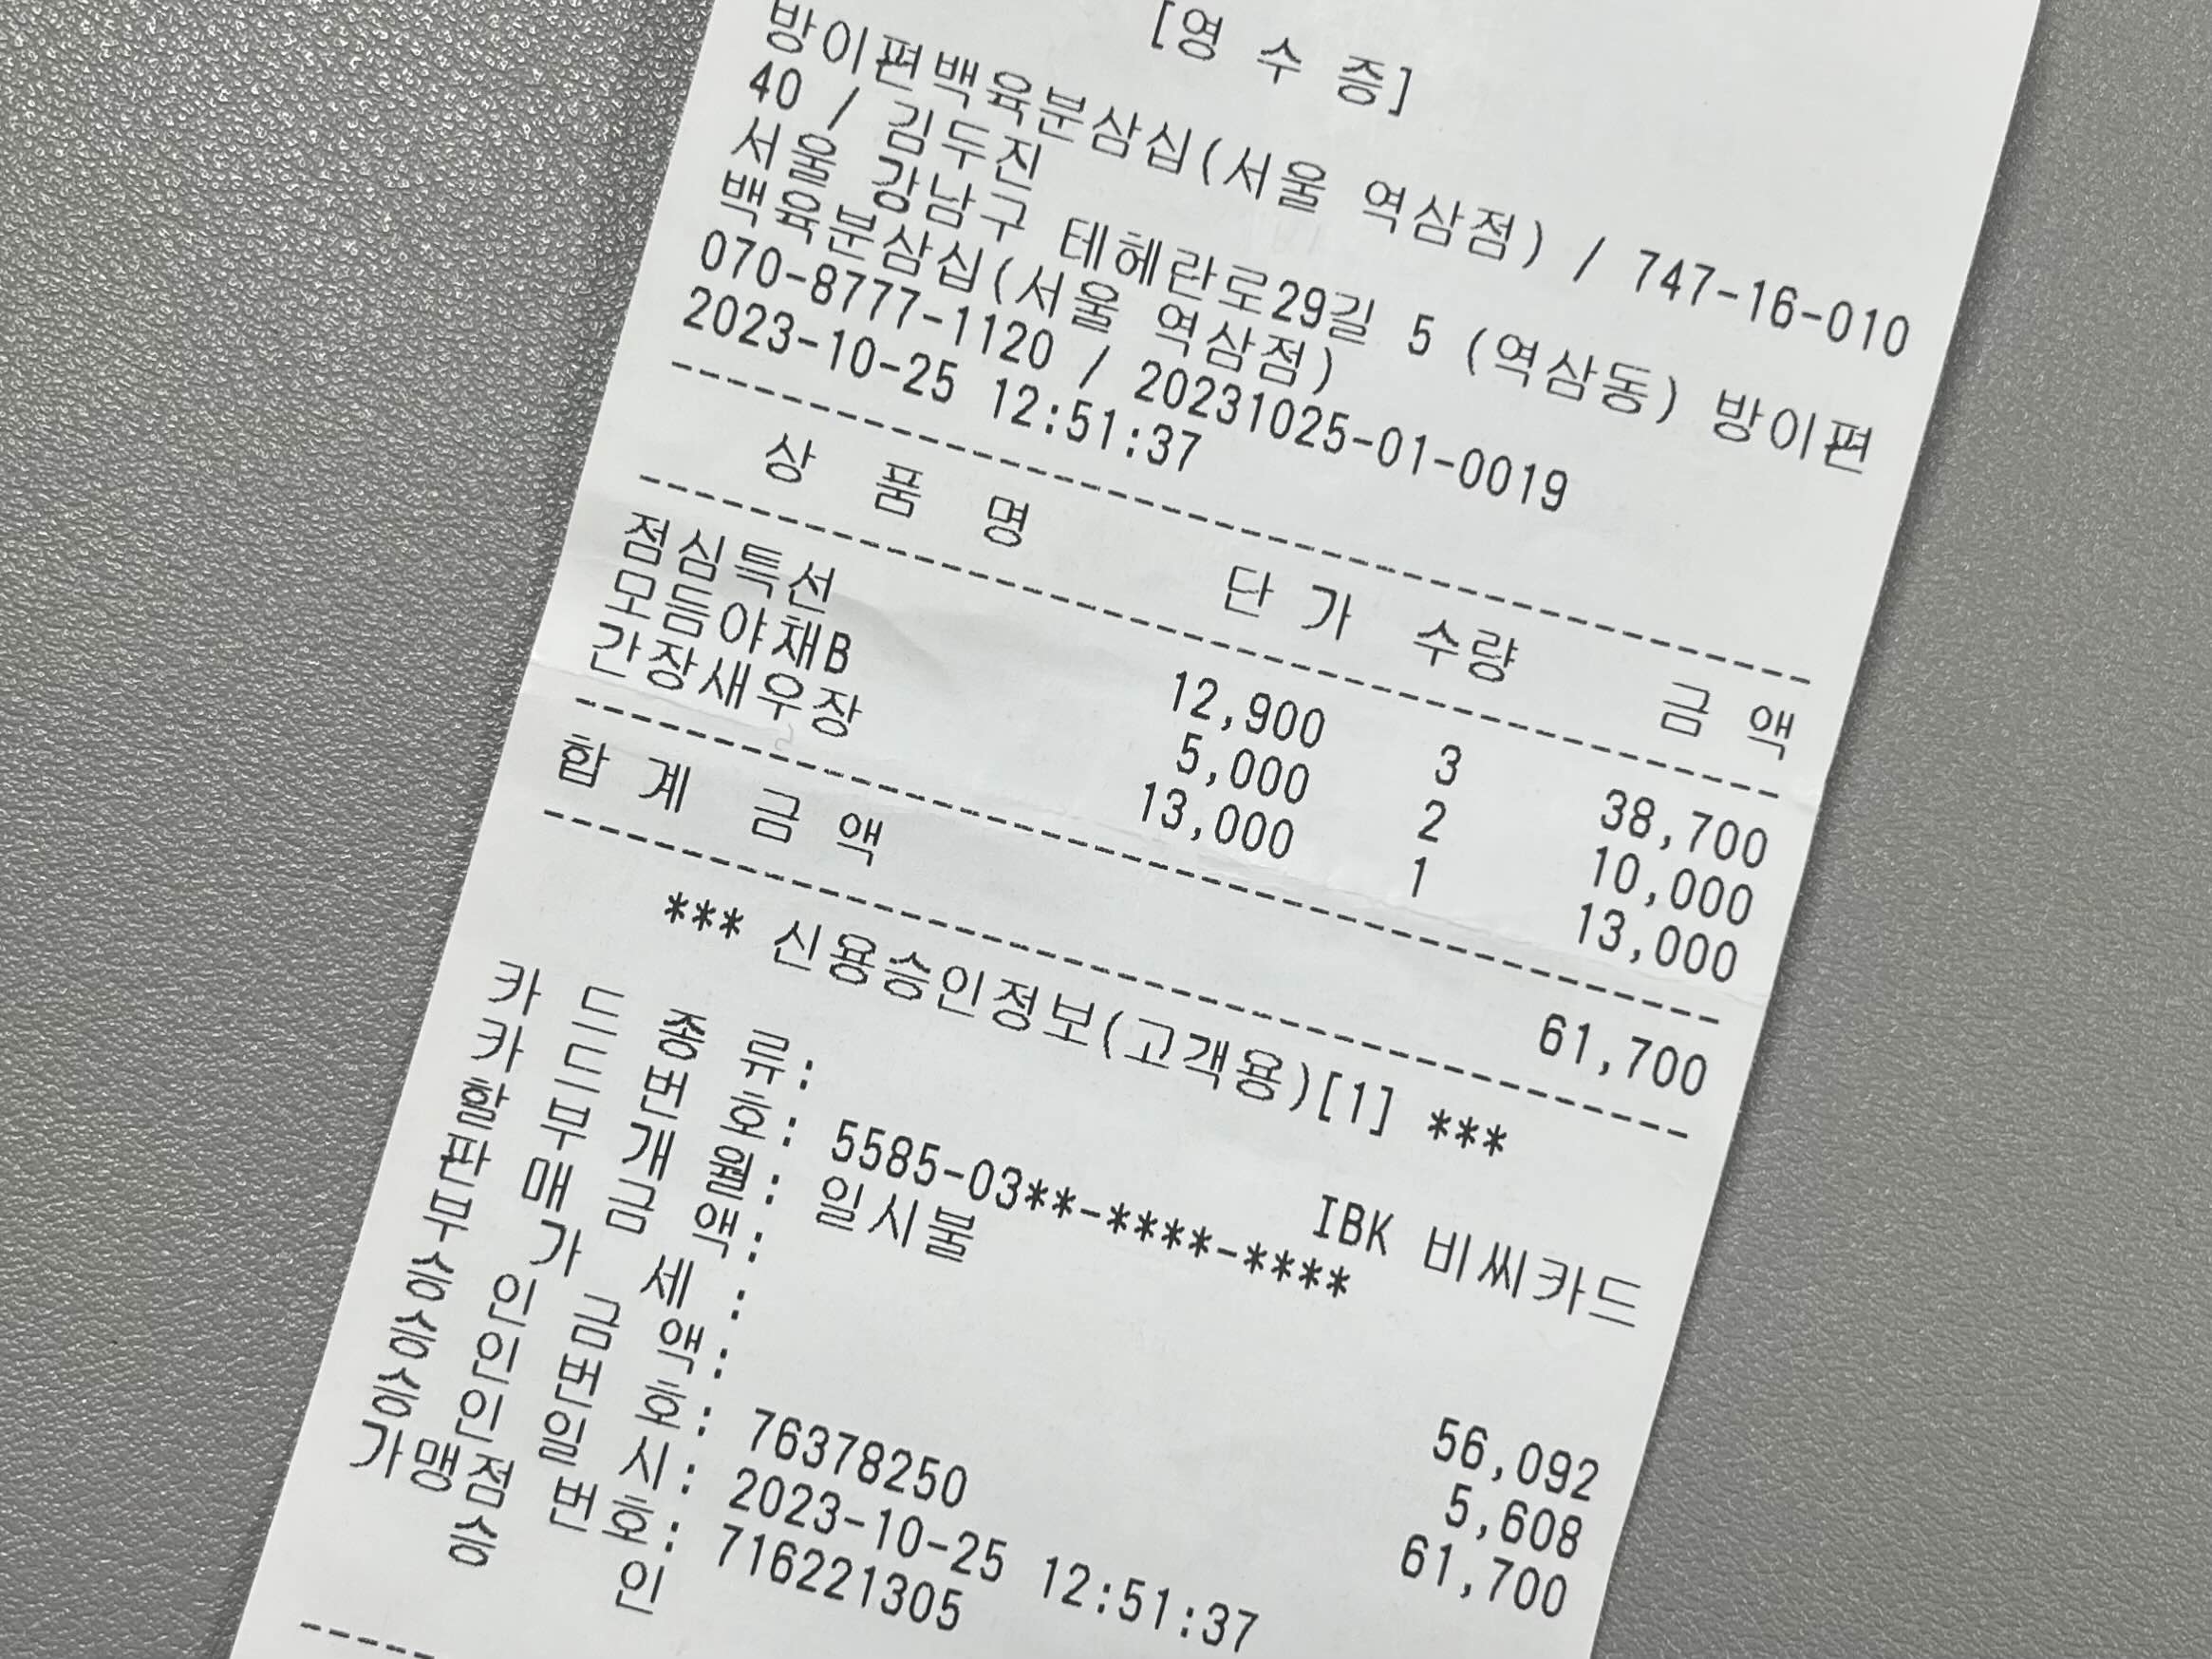 [영 수 증]
방이편백육분삼십(서울 역삼점) / 747-16-010
40 / 김두진
서울 강남구 테헤란로29길 5 (역삼동) 방이편
백육분삼십(서울 역삼점)
070-8777-1120 / 20231025-01-0019
2023-10-25 12:51:37
상 품 명 단 가 수량 금 액
점심특선 12,900 3 38,700
모듬야채B 5,000 2 10,000
간장새우장 13,000 1 13,000
합 계 금 액 61,700
*** 신용승인정보(고객용)[1] ***
카 드 종 류: IBK 비씨카드
카 드 번 호: 5585-03**-****-****
할 부 개 월: 일시불
판 매 금 액: 56,092
부 가 세 : 5,608
승 인 금 액: 61,700
승 인 번 호: 76378250
승 인 일 시: 2023-10-25 12:51:37
가맹점 번호: 716221305
승 인